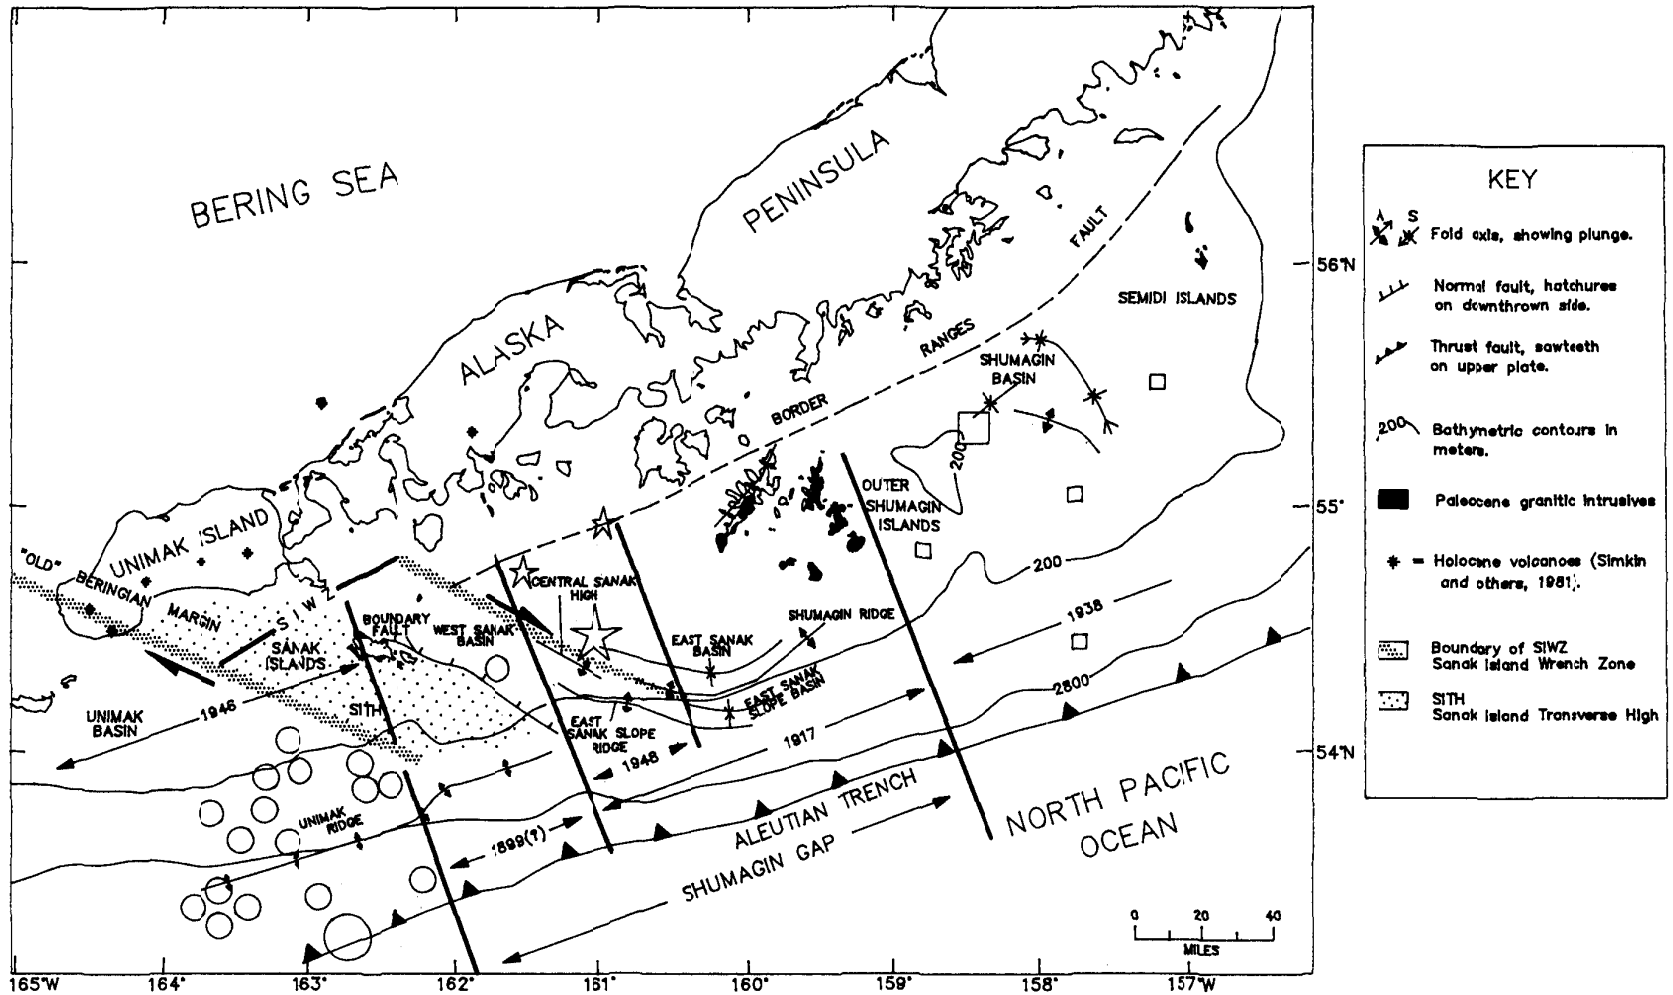 BERING SEA
PENINSULA
ALASKA
FAULT
RANGES
BORDER
SEMIDI ISLANDS
SHUMAGIN
BASIN
200
OUTER
SHUMAGIN
ISLANDS
UNIMAK ISLAND
"OLD" BERINGIAN MARGIN
S I W Z
SANAK
ISLANDS
BOUNDARY
FAULT
WEST SANAK
BASIN
CENTRAL SANAK
HIGH
EAST SANAK
BASIN
SHUMAGIN RIDGE
EAST SANAK
SLOPE BASIN
EAST
SANAK SLOPE
RIDGE
SITH
UNIMAK
BASIN
UNIMAK
RIDGE
1946
1948
1917
1938
1899(?)
200
2800
ALEUTIAN TRENCH
SHUMAGIN GAP
NORTH PACIFIC
OCEAN
0 20 40
MILES
56°N
55°
54°N
165°W 164° 163° 162° 161° 160° 159° 158° 157°W
KEY
A S
Fold axis, showing plunge.
Normal fault, hatchures
on downthrown side.
Thrust fault, sawteeth
on upper plate.
200
Bathymetric contours in
meters.
Paleocene granitic intrusives
= Holocene volcanoes (Simkin
and others, 1981).
Boundary of SIWZ
Sanak Island Wrench Zone
SITH
Sanak Island Transverse High